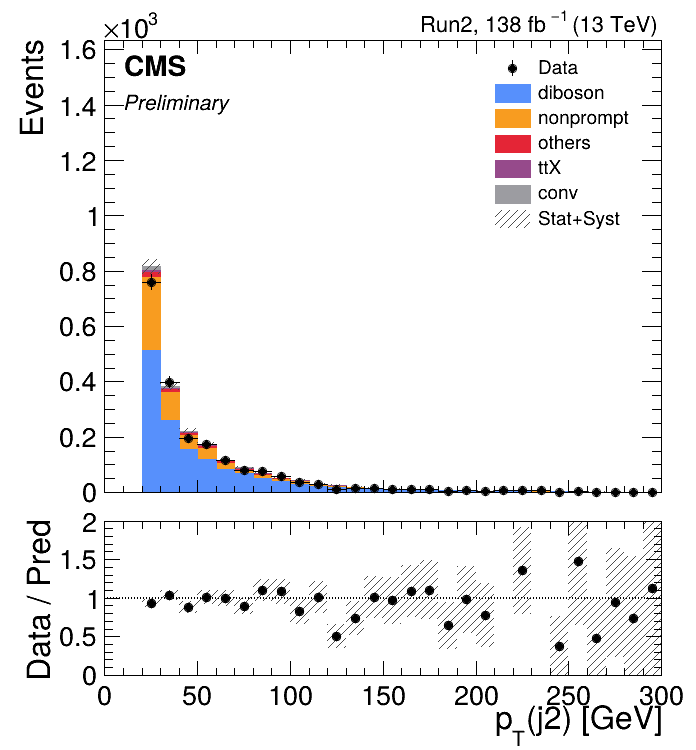 ×10³
Run2, 138 fb⁻¹ (13 TeV)
Events
1.6
1.4
1.2
1
0.8
0.6
0.4
0.2
0
CMS
Preliminary
Data
diboson
nonprompt
others
ttX
conv
Stat+Syst
Data / Pred
2
1.5
1
0.5
0
0 50 100 150 200 250 300
p_T(j2) [GeV]